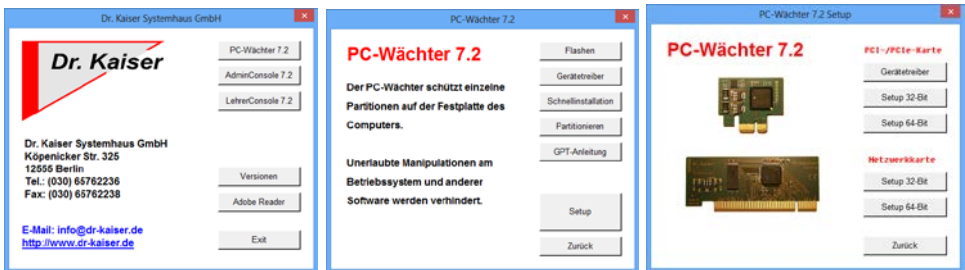 Dr. Kaiser Systemhaus GmbH
Dr. Kaiser
PC-Wächter 7.2
AdminConsole 7.2
LehrerConsole 7.2
Dr. Kaiser Systemhaus GmbH
Köpenicker Str. 325
12555 Berlin
Tel.: (030) 65762236
Fax: (030) 65762238
Versionen
Adobe Reader
E-Mail: info@dr-kaiser.de
http://www.dr-kaiser.de
Exit
PC-Wächter 7.2
PC-Wächter 7.2
Der PC-Wächter schützt einzelne
Partitionen auf der Festplatte des
Computers.
Unerlaubte Manipulationen am
Betriebssystem und anderer
Software werden verhindert.
Flashen
Gerätetreiber
Schnellinstallation
Partitionieren
GPT-Anleitung
Setup
Zurück
PC-Wächter 7.2 Setup
PC-Wächter 7.2
PCI-/PCIe-Karte
Gerätetreiber
Setup 32-Bit
Setup 64-Bit
Netzwerkkarte
Setup 32-Bit
Setup 64-Bit
Zurück